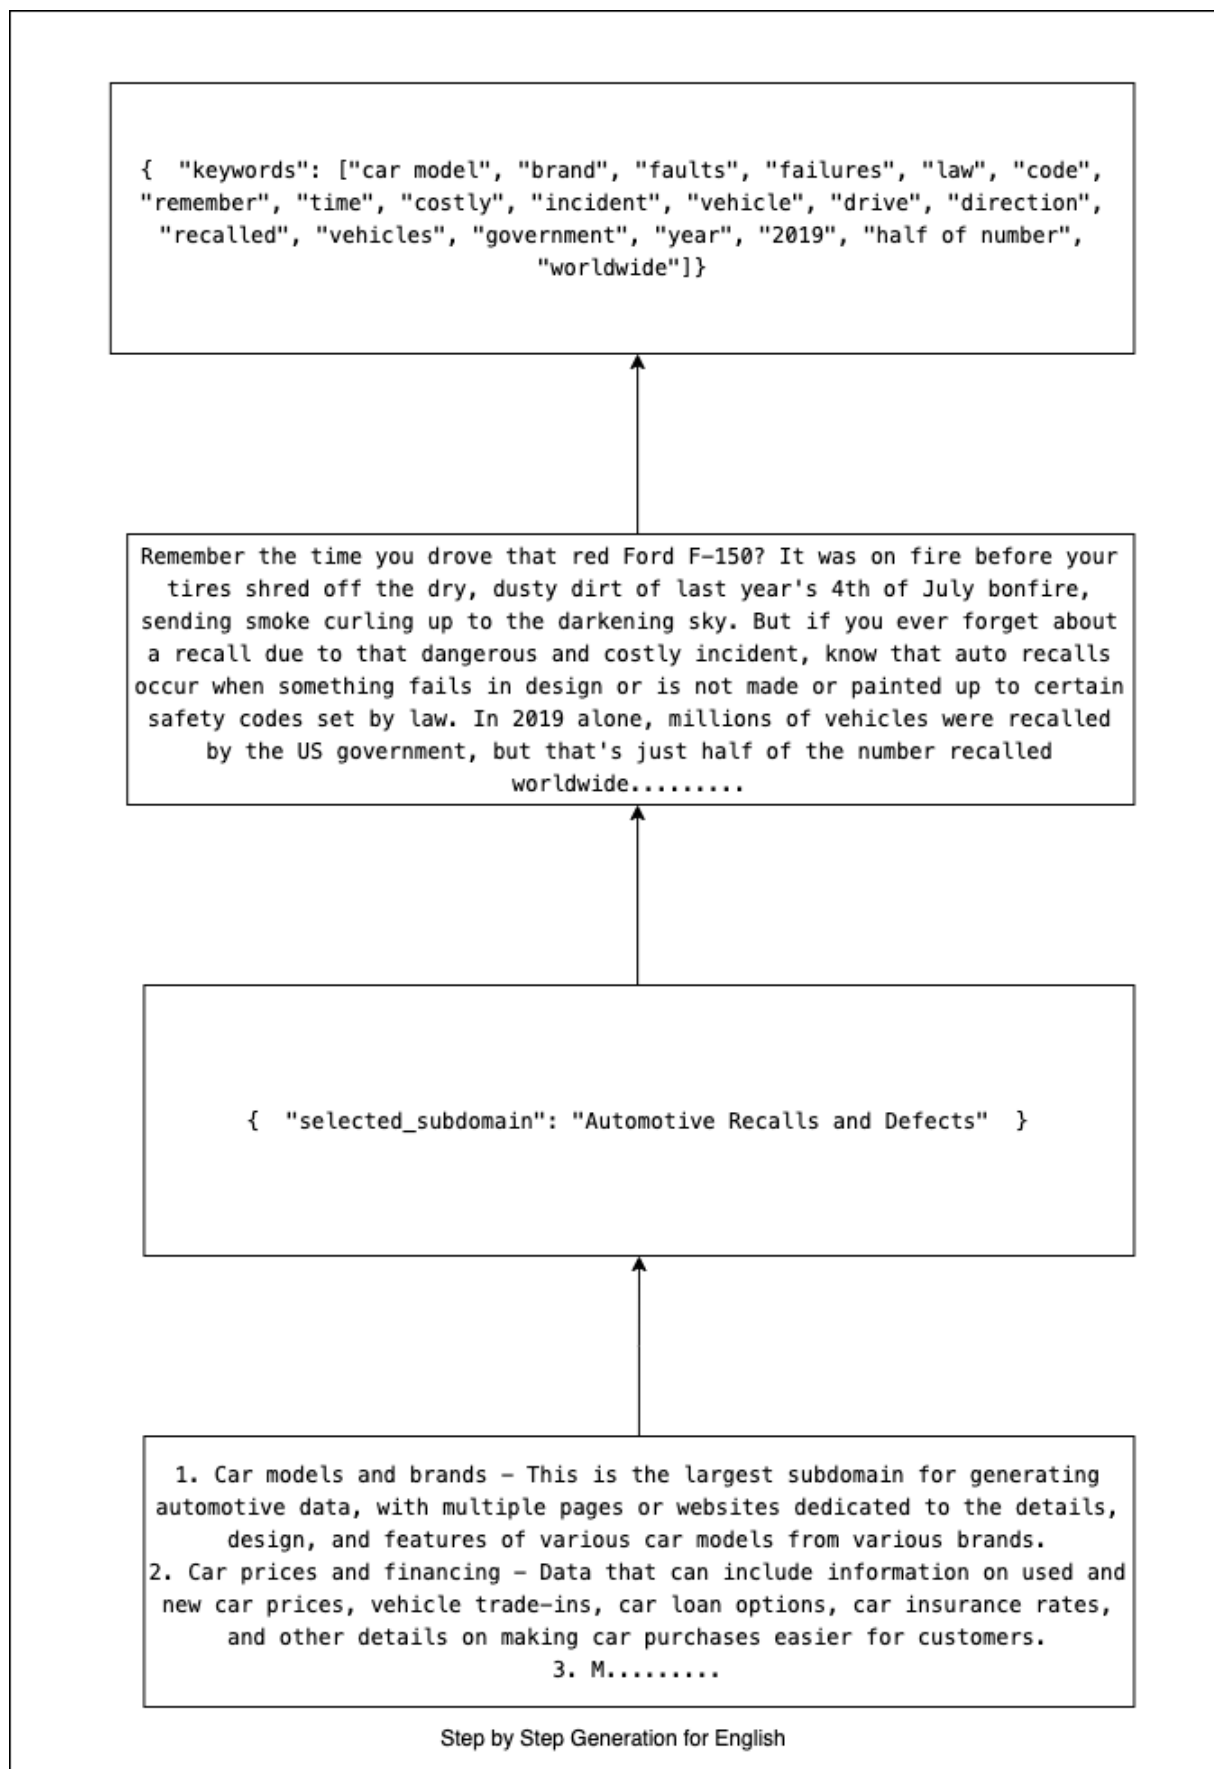 {  "keywords": ["car model", "brand", "faults", "failures", "law", "code",
"remember", "time", "costly", "incident", "vehicle", "drive", "direction",
"recalled", "vehicles", "government", "year", "2019", "half of number",
"worldwide"]}
Remember the time you drove that red Ford F-150? It was on fire before your
tires shred off the dry, dusty dirt of last year's 4th of July bonfire,
sending smoke curling up to the darkening sky. But if you ever forget about
a recall due to that dangerous and costly incident, know that auto recalls
occur when something fails in design or is not made or painted up to certain
safety codes set by law. In 2019 alone, millions of vehicles were recalled
by the US government, but that's just half of the number recalled
worldwide.........
{  "selected_subdomain": "Automotive Recalls and Defects"  }
1. Car models and brands – This is the largest subdomain for generating
automotive data, with multiple pages or websites dedicated to the details,
design, and features of various car models from various brands.
2. Car prices and financing – Data that can include information on used and
new car prices, vehicle trade-ins, car loan options, car insurance rates,
and other details on making car purchases easier for customers.
3. M.........
Step by Step Generation for English